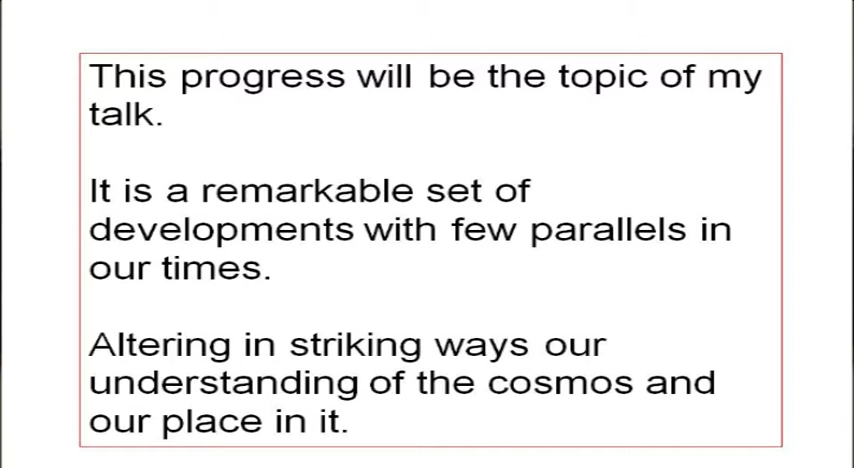 This progress will be the topic of my
talk.
It is a remarkable set of
developments with few parallels in
our times.
Altering in striking ways our
understanding of the cosmos and
our place in it.